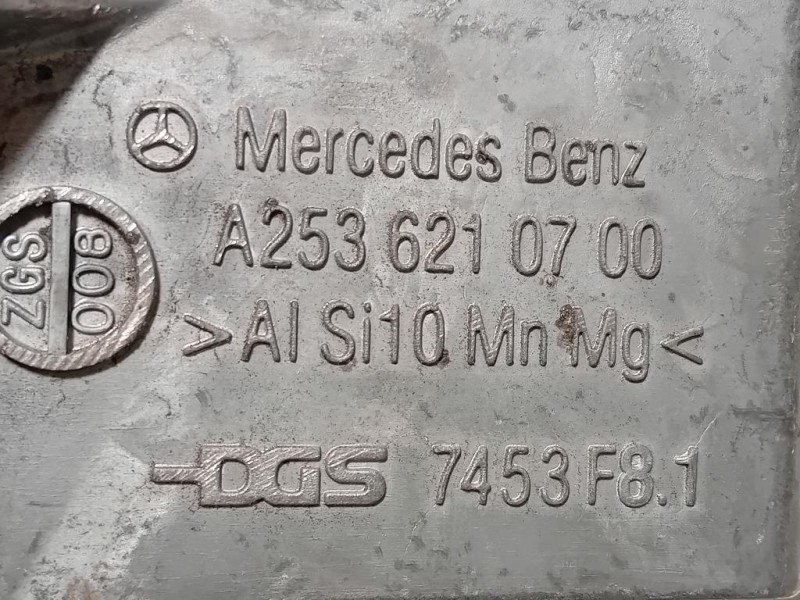 Mercedes Benz
A253 621 07 00
ZGS
008
>Al Si10 Mn Mg<
DGS 7453 F8.1